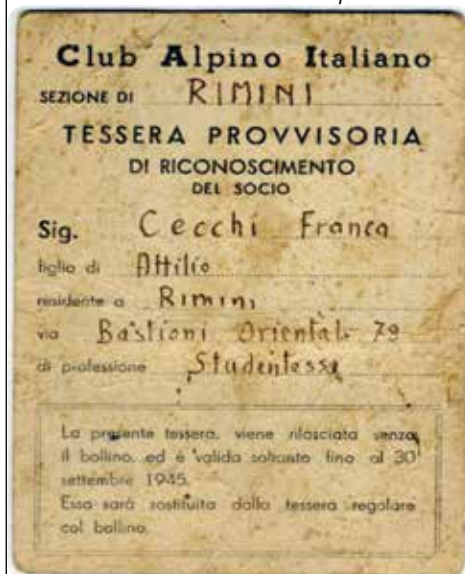 Club Alpino Italiano
SEZIONE DI RIMINI
TESSERA PROVVISORIA
DI RICONOSCIMENTO
DEL SOCIO
Sig. Cecchi Franca
figlio di Attilio
residente a Rimini
via Bastioni Orientali 79
di professione Studentessa
La presente tessera, viene rilasciata senza
il bollino, ed è valida soltanto fino al 30
settembre 1945.
Essa sarà sostituita dalla tessera regolare
col bollino.